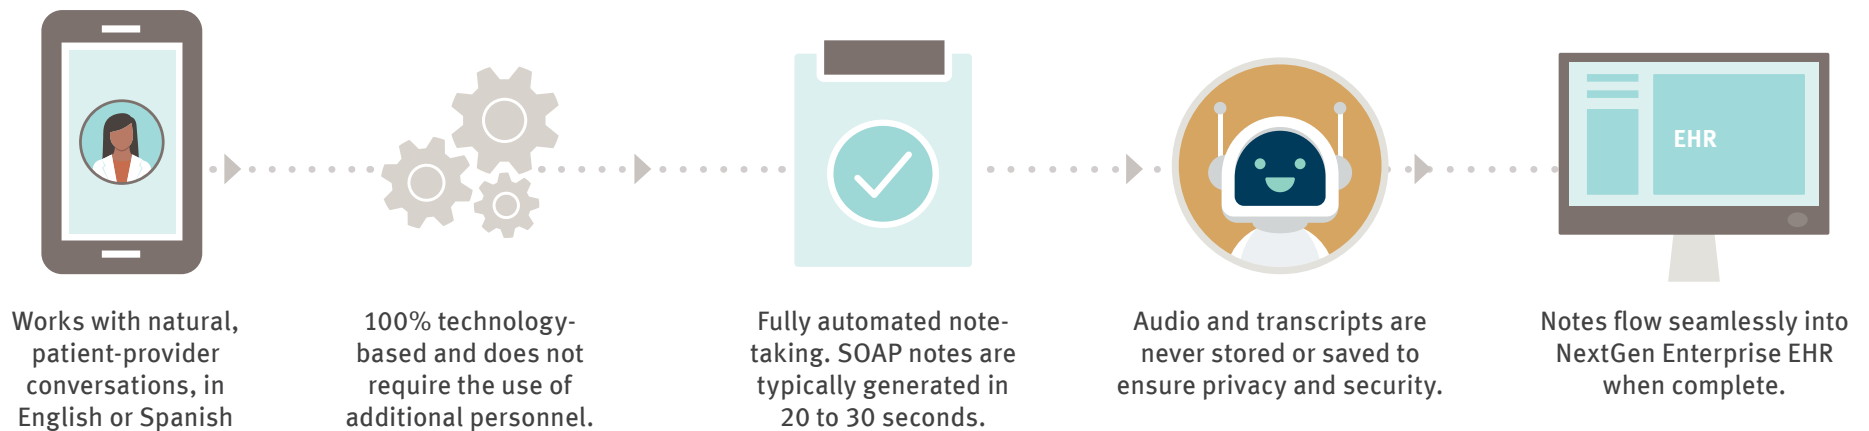 EHR
Works with natural,
patient-provider
conversations, in
English or Spanish
100% technology-
based and does not
require the use of
additional personnel.
Fully automated note-
taking. SOAP notes are
typically generated in
20 to 30 seconds.
Audio and transcripts are
never stored or saved to
ensure privacy and security.
Notes flow seamlessly into
NextGen Enterprise EHR
when complete.